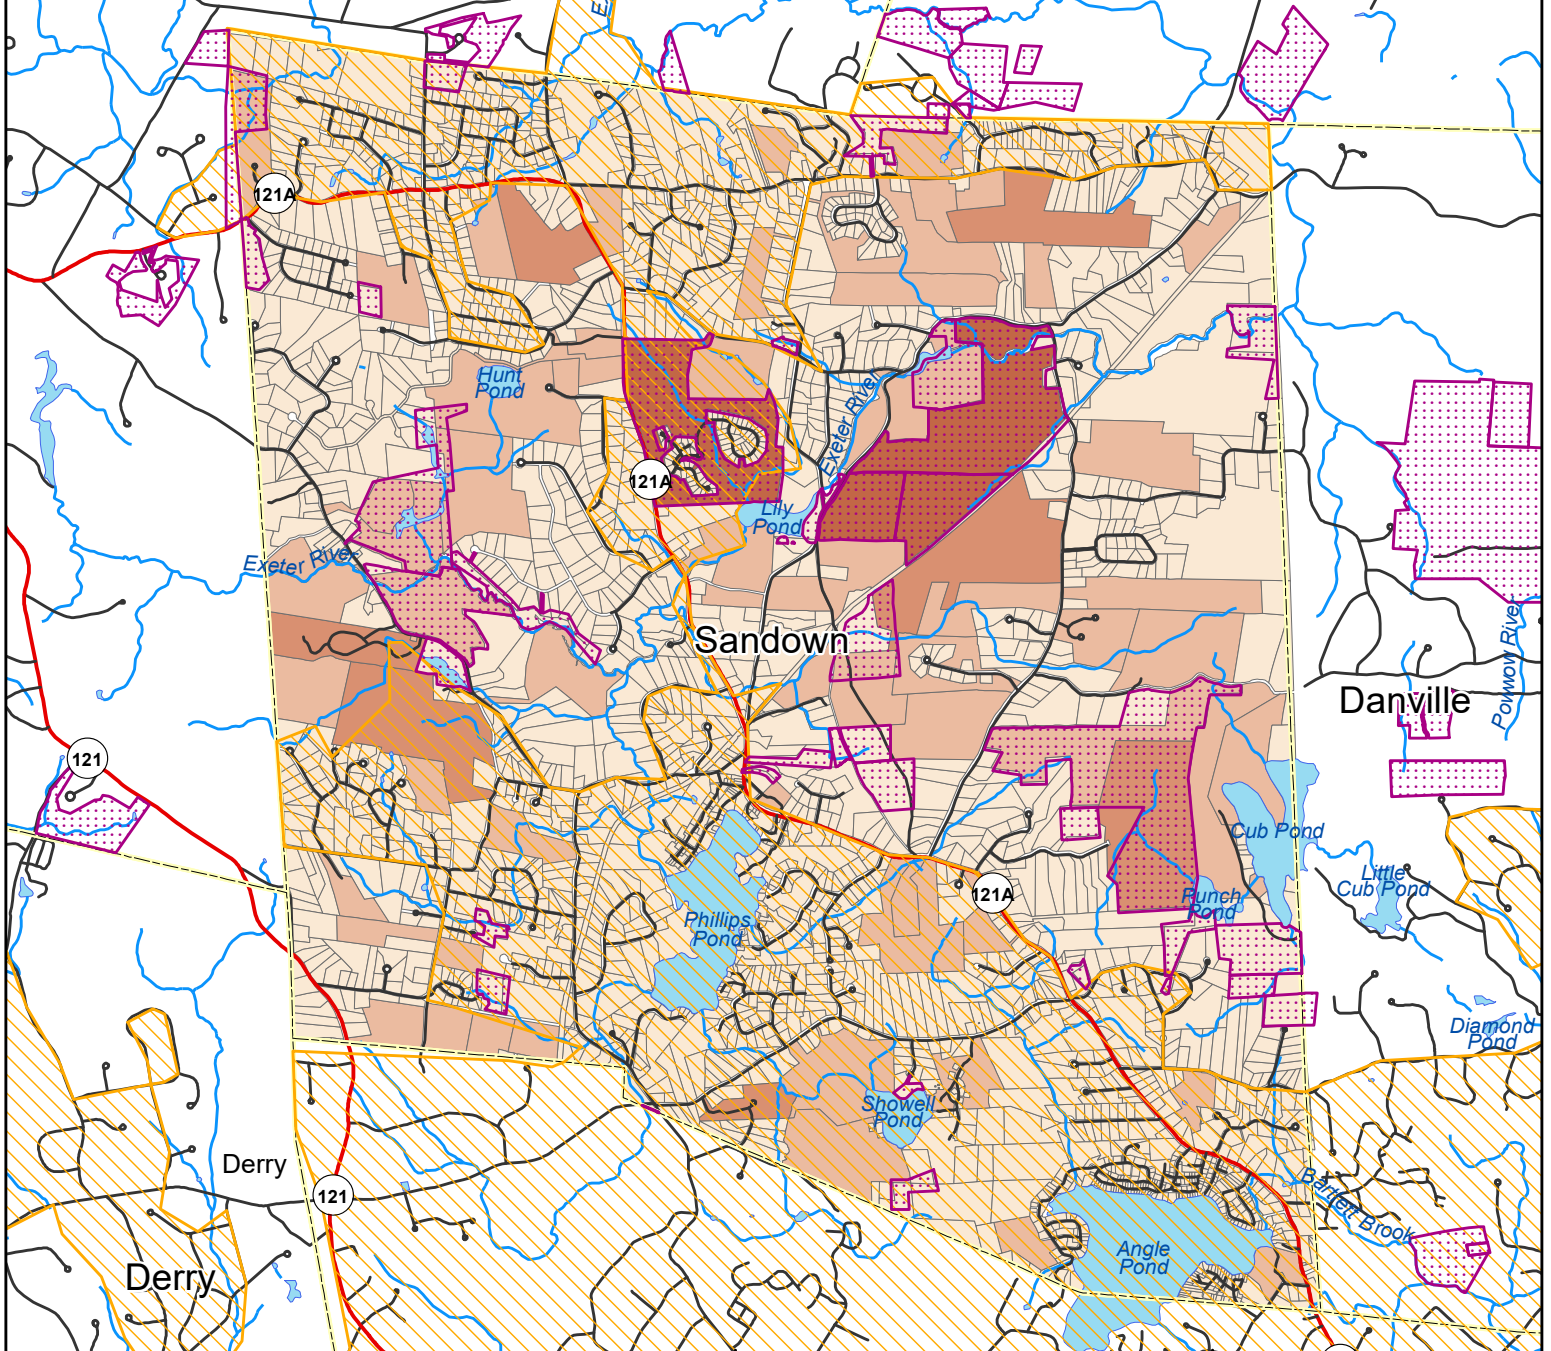 E
121A
Hunt
Pond
Exeter River
121A
Lily
Pond
Exeter River
Sandown
Powwow River
Danville
121
Cub Pond
Little
Cub Pond
121A
Punch
Pond
Phillips
Pond
Diamond
Pond
Showell
Pond
Derry
121
Bartlett Brook
Angle
Pond
Derry